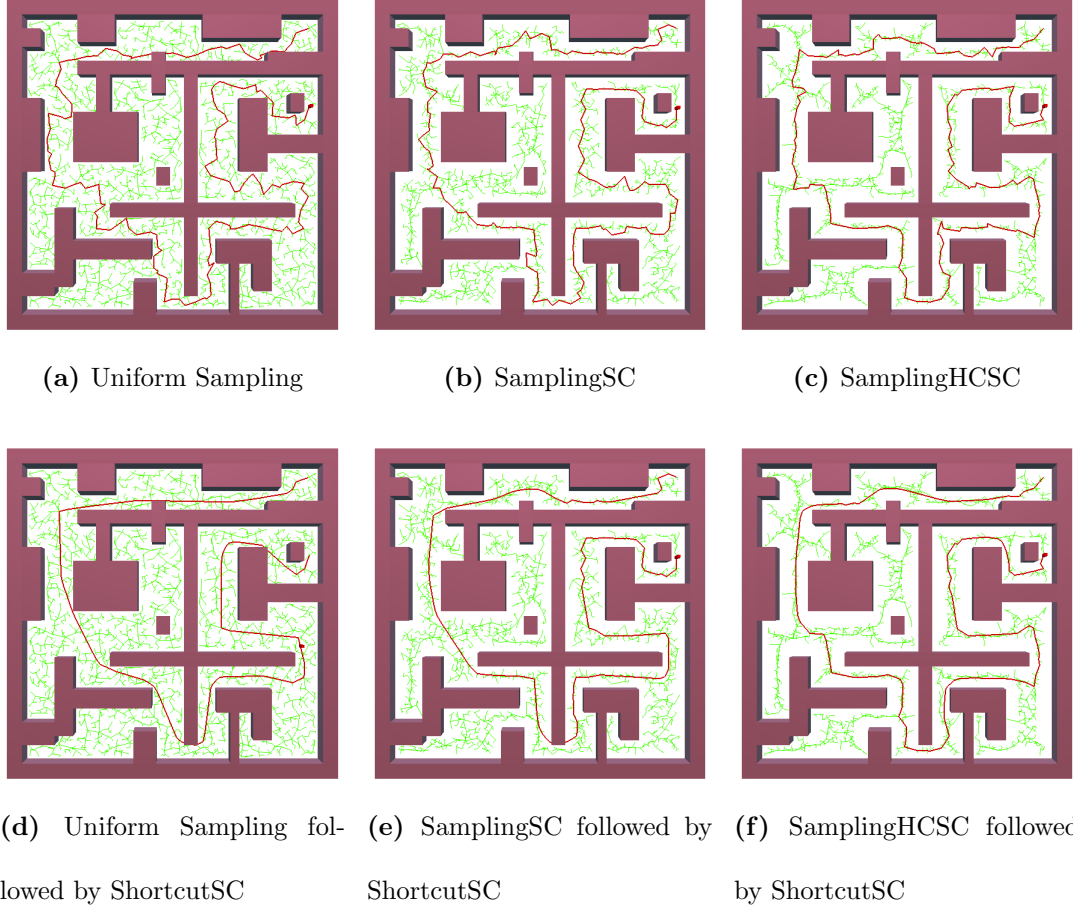 (a) Uniform Sampling
(b) SamplingSC
(c) SamplingHCSC
(d) Uniform Sampling fol-
lowed by ShortcutSC
(e) SamplingSC followed by
ShortcutSC
(f) SamplingHCSC followed
by ShortcutSC